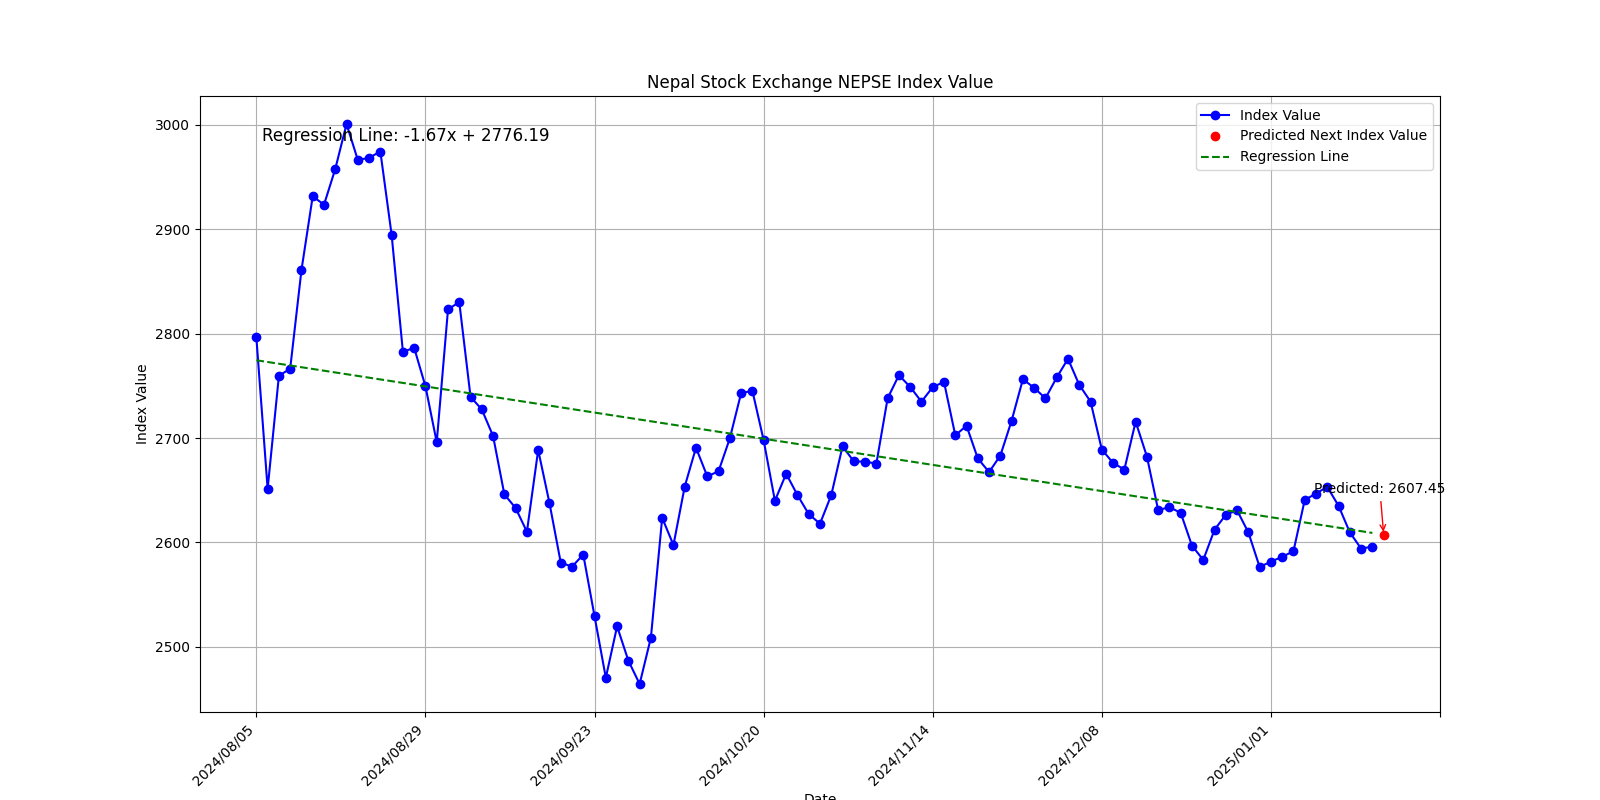 Nepal Stock Exchange NEPSE Index Value
Regression Line: -1.67x + 2776.19
Index Value
Predicted Next Index Value
Regression Line
3000
2900
2800
2700
2600
2500
Index Value
Predicted: 2607.45
2024/08/05
2024/08/29
2024/09/23
2024/10/20
2024/11/14
2024/12/08
2025/01/01
Date